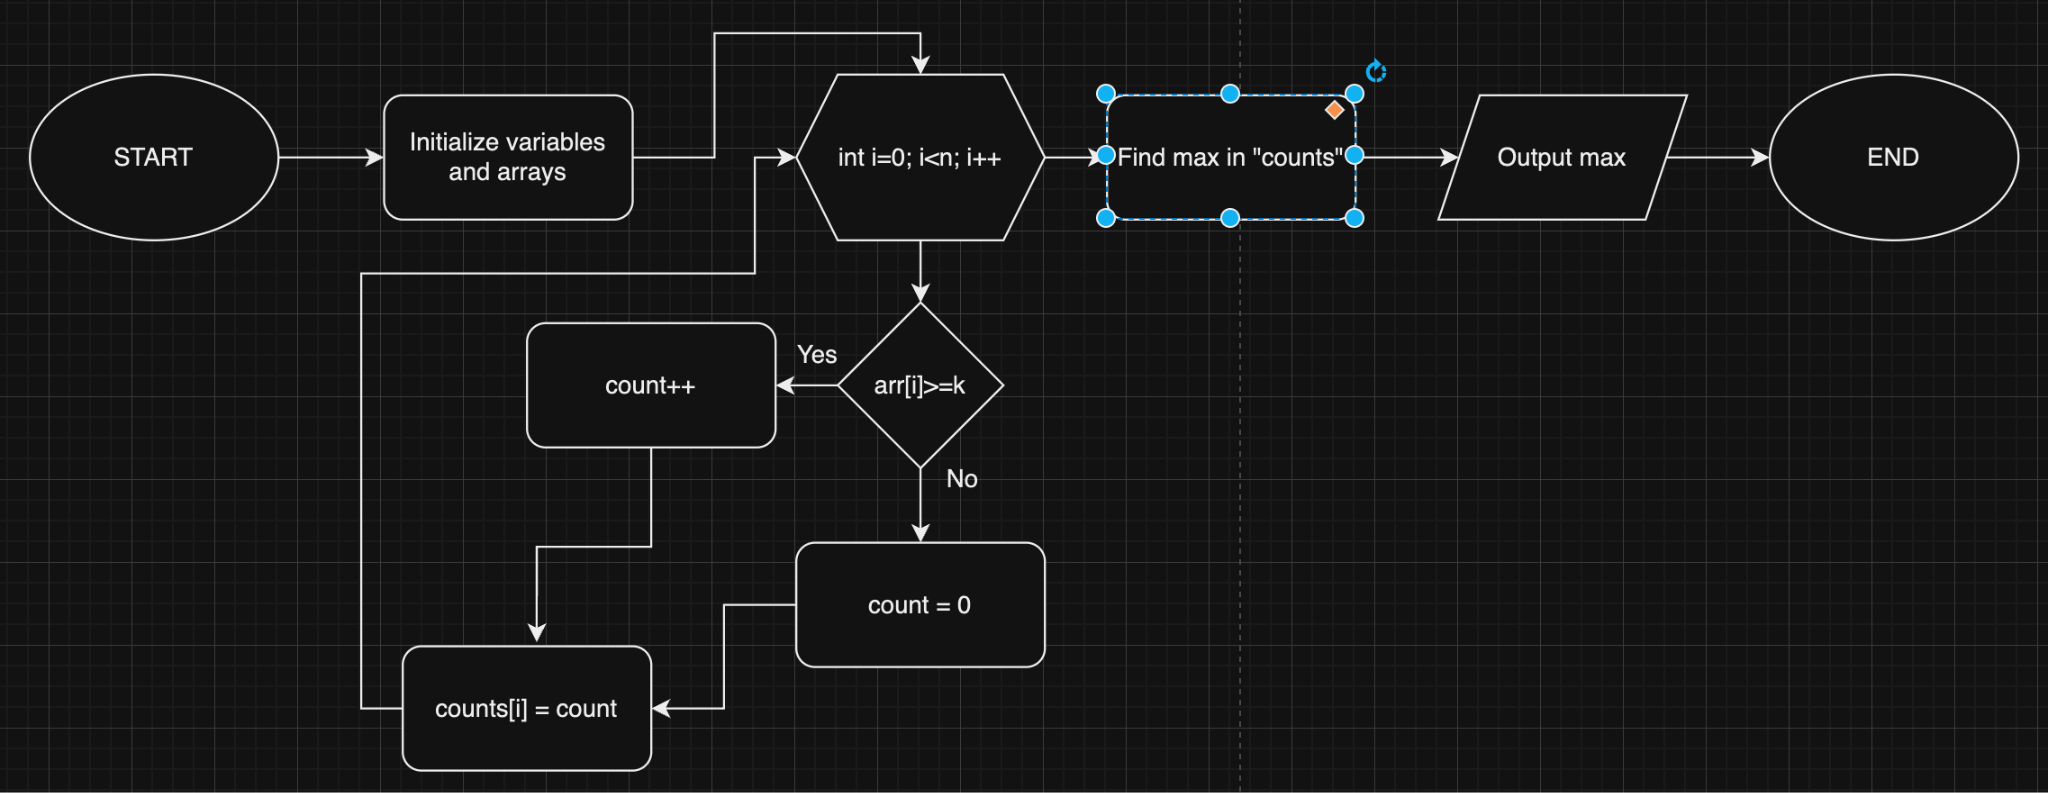 START
Initialize variables
and arrays
int i=0; i<n; i++
Find max in "counts"
Output max
END
Yes
count++
arr[i]>=k
No
count = 0
counts[i] = count